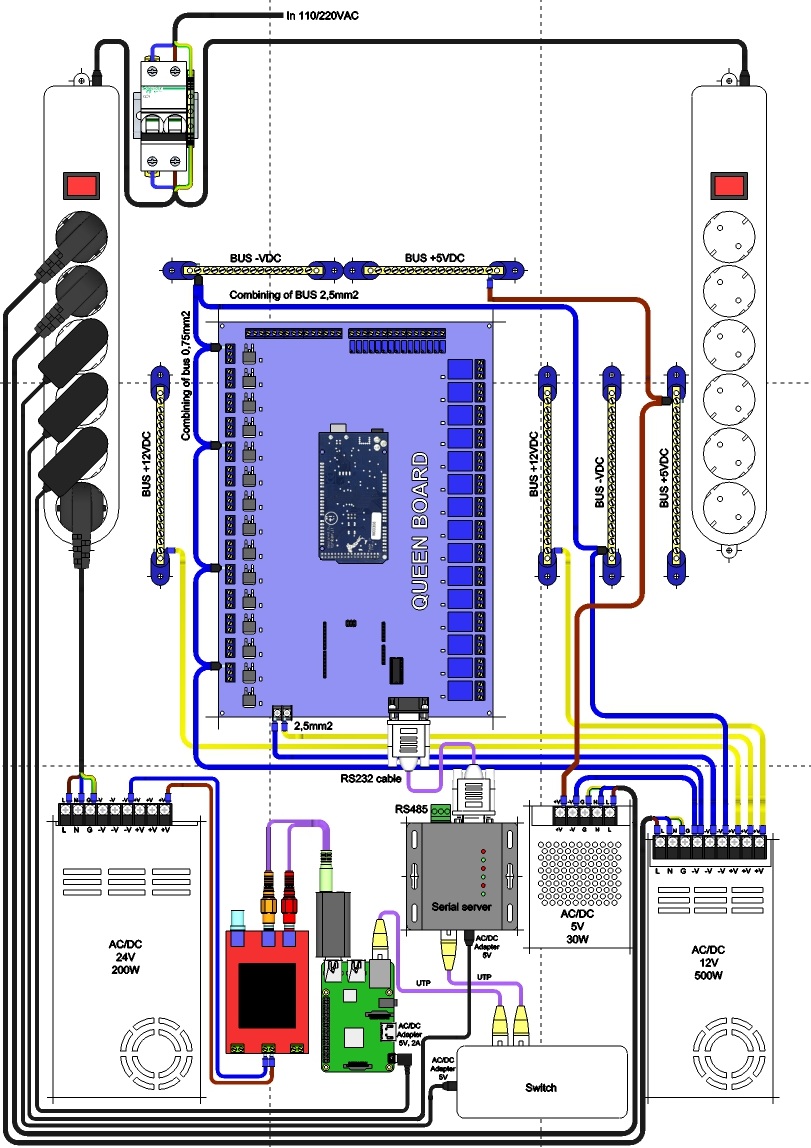 In 110/220VAC
BUS -VDC
BUS +5VDC
Combining of BUS 2,5mm2
Combining of bus 0,75mm2
BUS +12VDC
QUEEN BOARD
BUS +12VDC
BUS -VDC
BUS +5VDC
2,5mm2
RS232 cable
RS485
L N G -V -V -V +V +V +V
L N G -V -V -V +V +V +V
+V -V G N L
+V -V G N L
L N G -V -V -V +V +V +V
Serial server
AC/DC
24V
200W
AC/DC
5V
30W
AC/DC
12V
500W
AC/DC
Adapter
5V
UTP
UTP
AC/DC
Adapter
5V, 2A
AC/DC
Adapter
5V
Switch